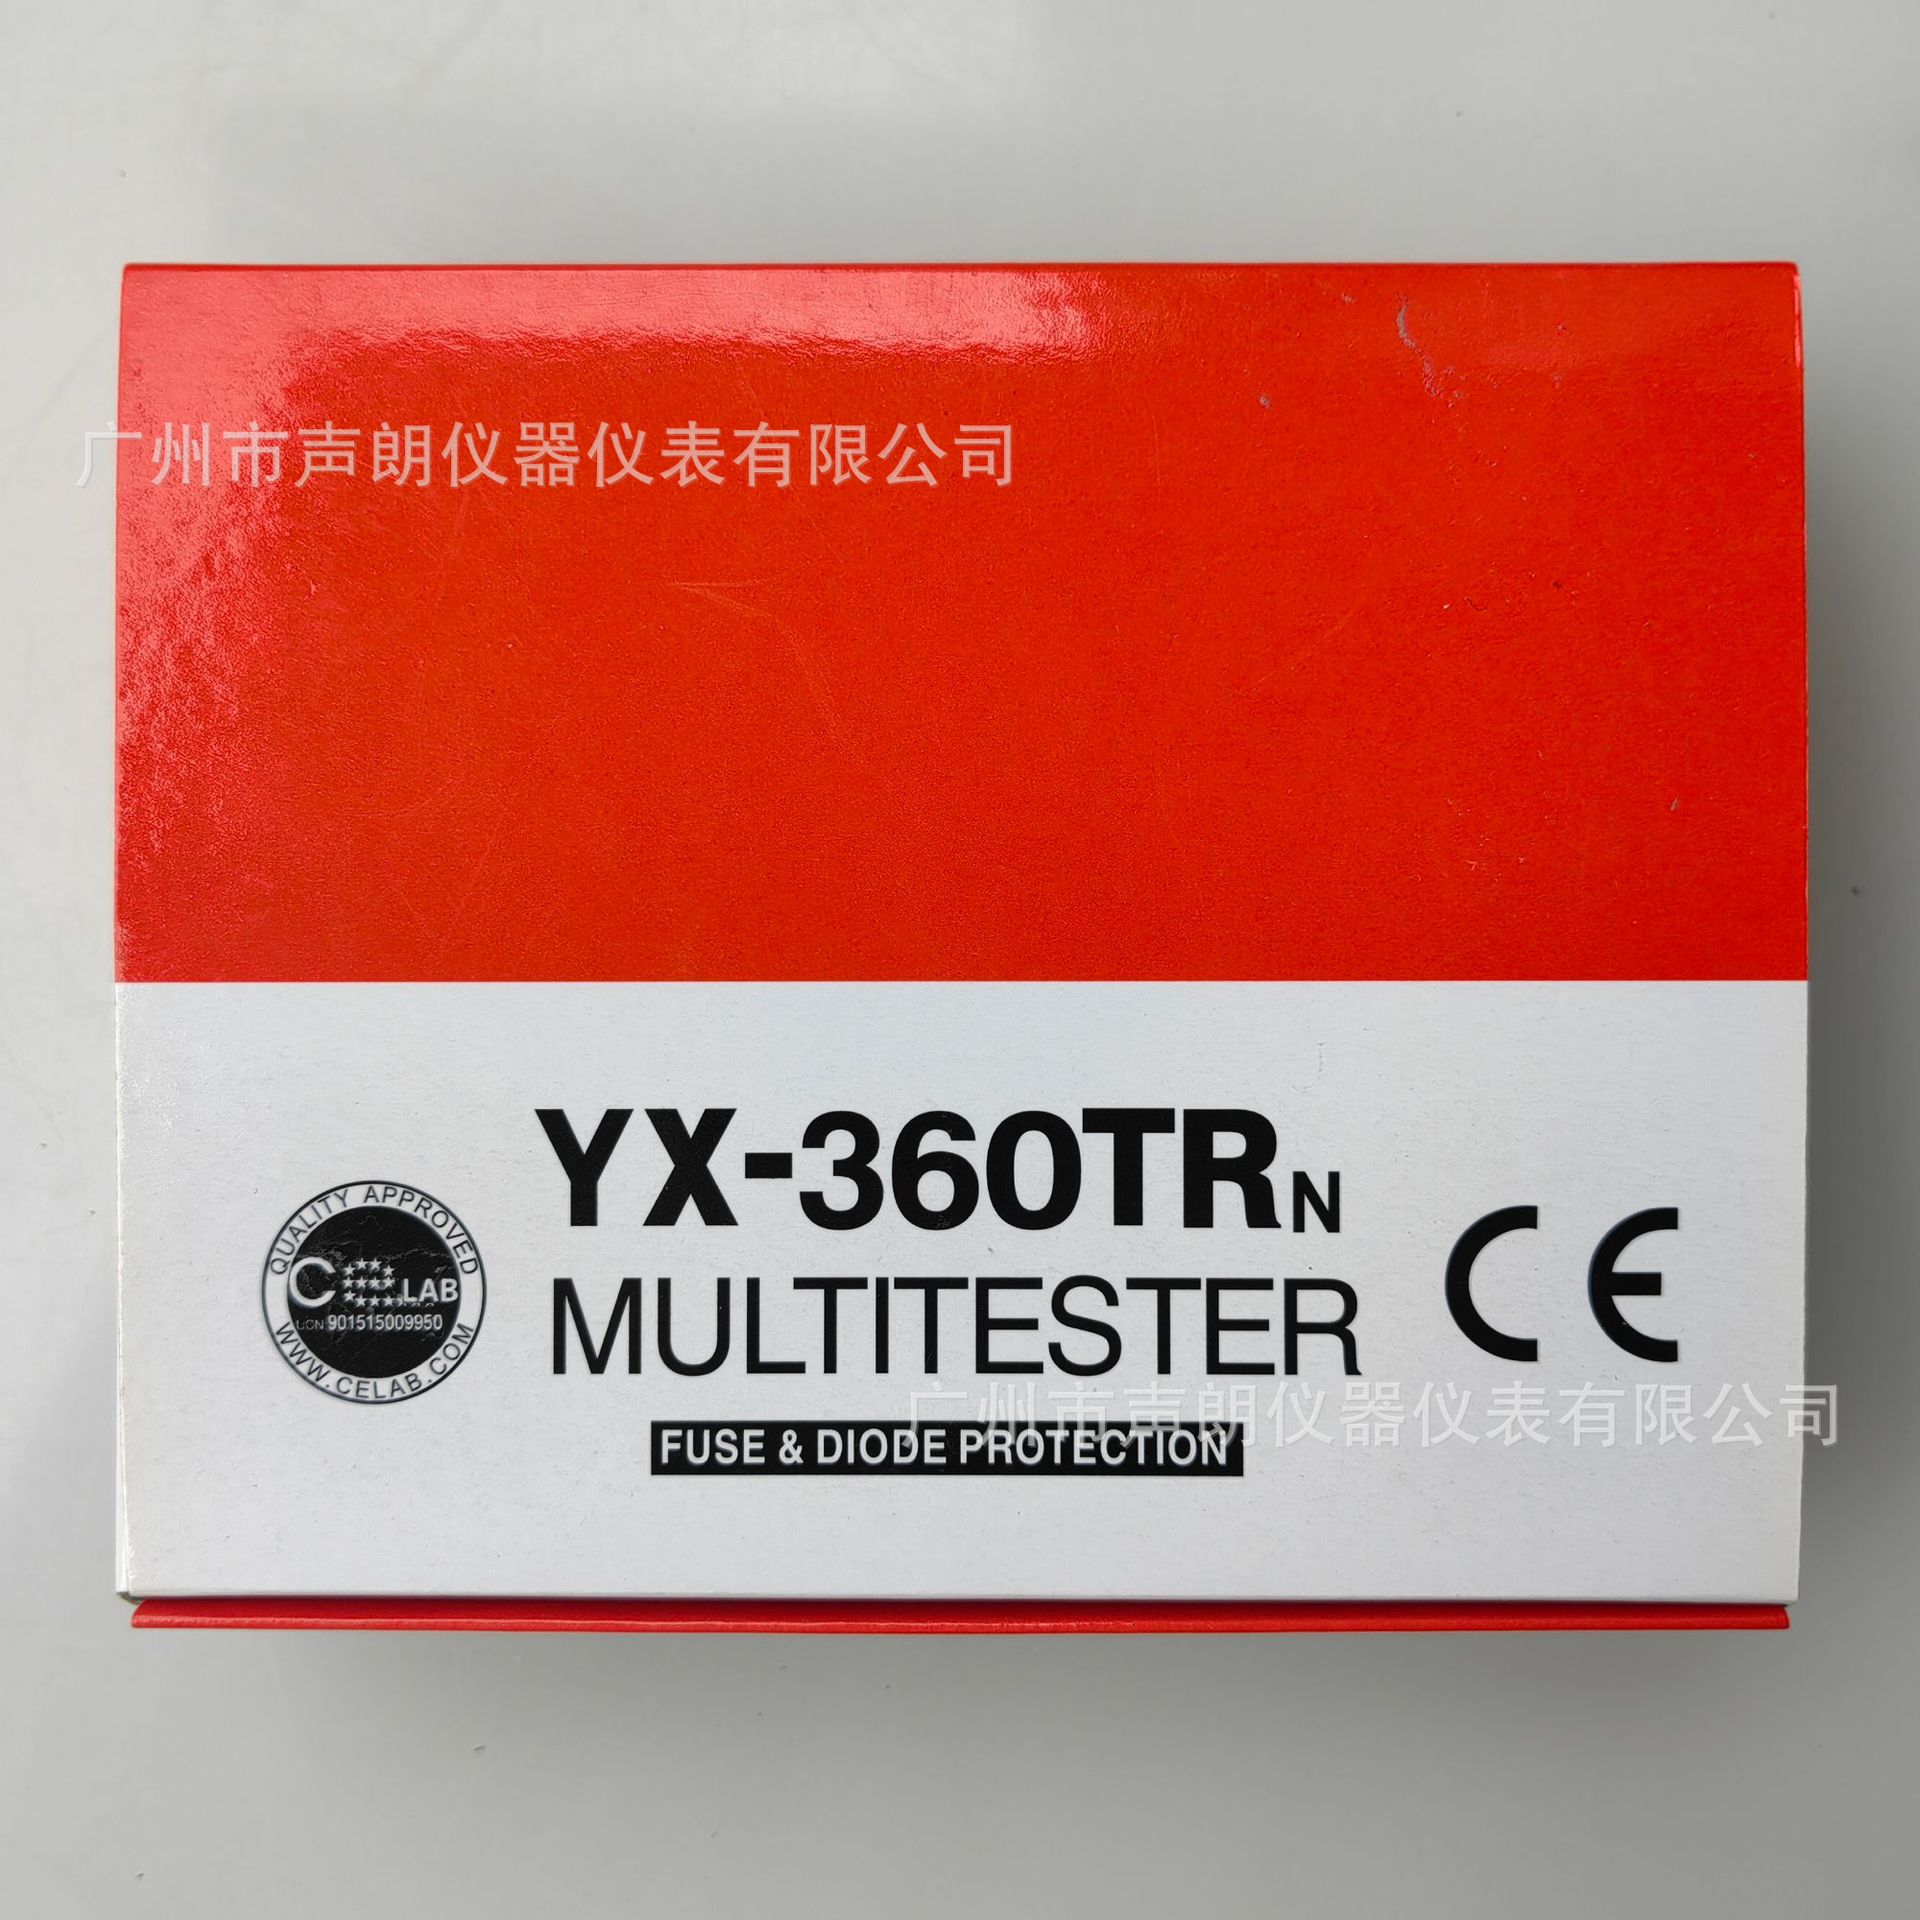 广州市声朗仪器仪表有限公司
YX-360TRN
QUALITY APPROVED
CE LAB
UCN 901515009950
WWW.CELAB.COM
MULTITESTER
CE
广州市声朗仪器仪表有限公司
FUSE & DIODE PROTECTION